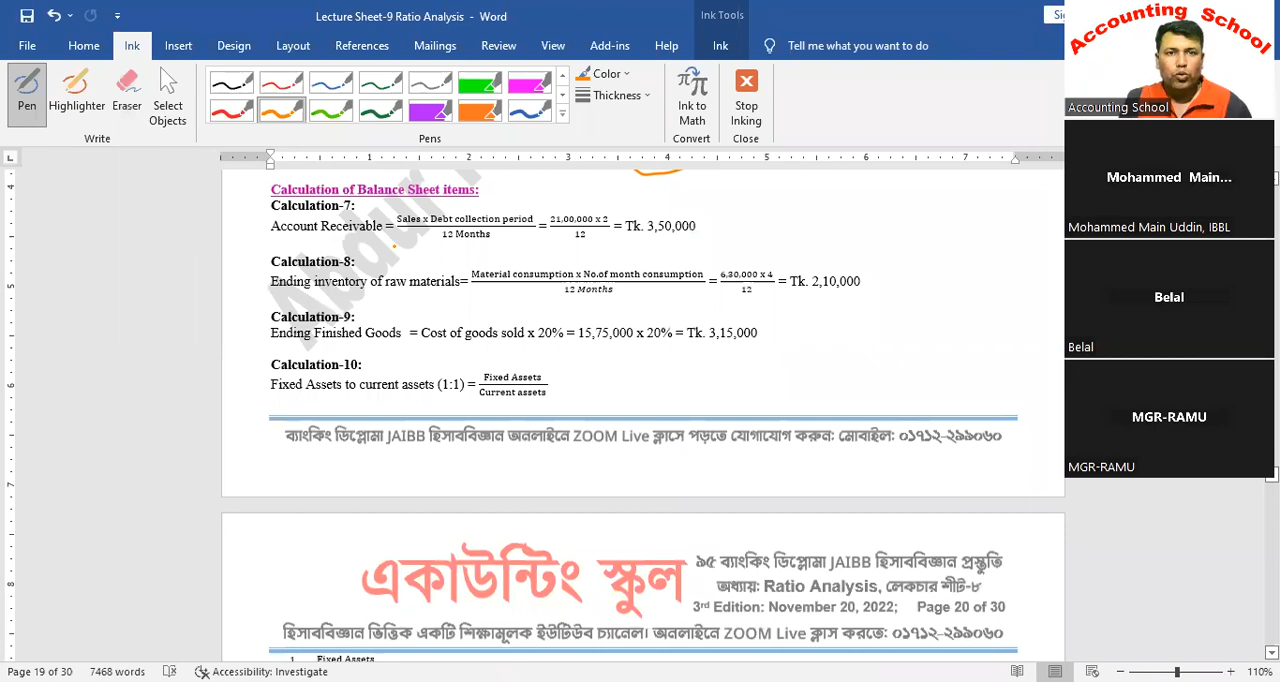 Lecture Sheet-9 Ratio Analysis - Word
Ink Tools
File Home Ink Insert Design Layout References Mailings Review View Add-ins Help Ink Tell me what you want to do
Pen
Highlighter
Eraser
Select Objects
Write
Pens
Color
Thickness
Ink to Math
Convert
Stop Inking
Close
Accounting School
Accounting School
Mohammed Main...
Mohammed Main Uddin, IBBL
Belal
Belal
MGR-RAMU
MGR-RAMU
1 2 3 4 5 6 7
Calculation of Balance Sheet items:
Calculation-7:
Account Receivable = Sales x Debt collection period / 12 Months = 21,00,000 x 2 / 12 = Tk. 3,50,000
Calculation-8:
Ending inventory of raw materials= Material consumption x No.of month consumption / 12 Months = 6,30,000 x 4 / 12 = Tk. 2,10,000
Calculation-9:
Ending Finished Goods = Cost of goods sold x 20% = 15,75,000 x 20% = Tk. 3,15,000
Calculation-10:
Fixed Assets to current assets (1:1) = Fixed Assets / Current assets
ব্যাংকিং ডিপ্লোমা JAIBB হিসাববিজ্ঞান অনলাইনে ZOOM Live ক্লাসে পড়তে যোগাযোগ করুন: মোবাইল: ০১৭১২-২৯৯০৬০
একাউন্টিং স্কুল
৯৫ ব্যাংকিং ডিপ্লোমা JAIBB হিসাববিজ্ঞান প্রস্তুতি
অধ্যায়: Ratio Analysis, লেকচার শীট-৮
3rd Edition: November 20, 2022; Page 20 of 30
হিসাববিজ্ঞান ভিত্তিক একটি শিক্ষামূলক ইউটিউব চ্যানেল। অনলাইনে ZOOM Live ক্লাস করতে: ০১৭১২-২৯৯০৬০
1 Fixed Assets
Page 19 of 30 7468 words Accessibility: Investigate 110%